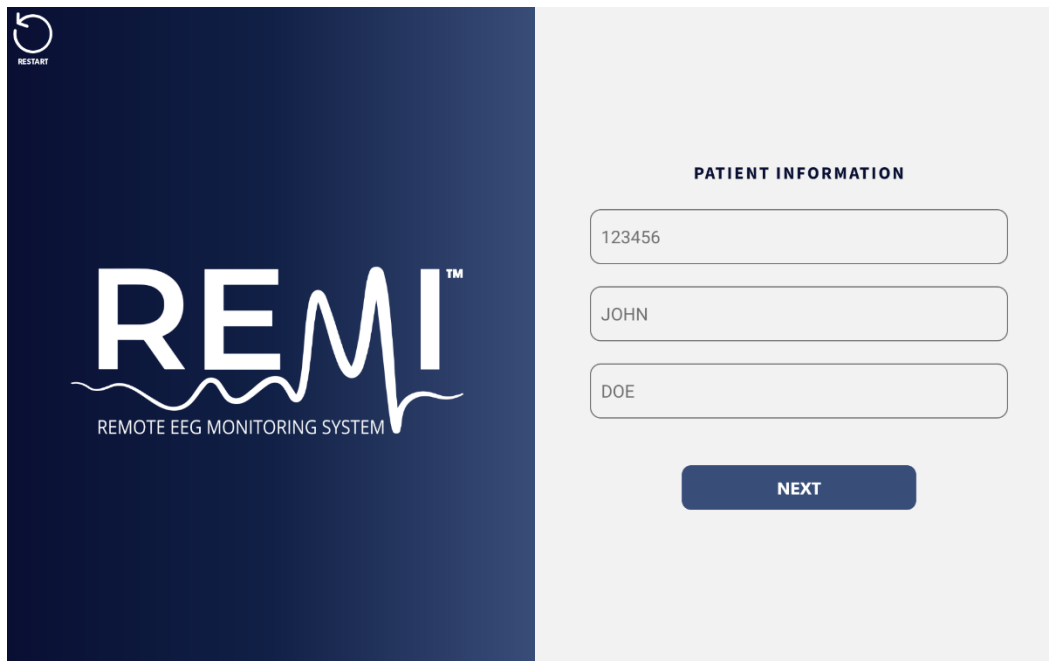 RESTART
REMI™
REMOTE EEG MONITORING SYSTEM
PATIENT INFORMATION
123456
JOHN
DOE
NEXT